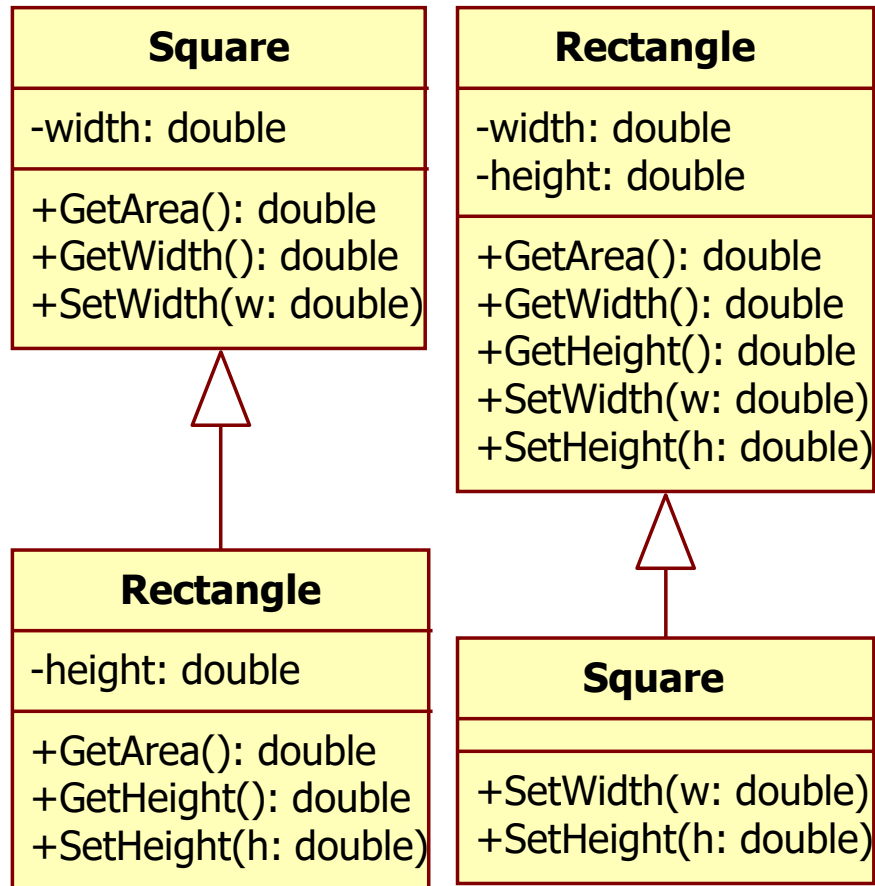 Square
-width: double
+GetArea(): double
+GetWidth(): double
+SetWidth(w: double)
Rectangle
-height: double
+GetArea(): double
+GetHeight(): double
+SetHeight(h: double)
Rectangle
-width: double
-height: double
+GetArea(): double
+GetWidth(): double
+GetHeight(): double
+SetWidth(w: double)
+SetHeight(h: double)
Square
+SetWidth(w: double)
+SetHeight(h: double)